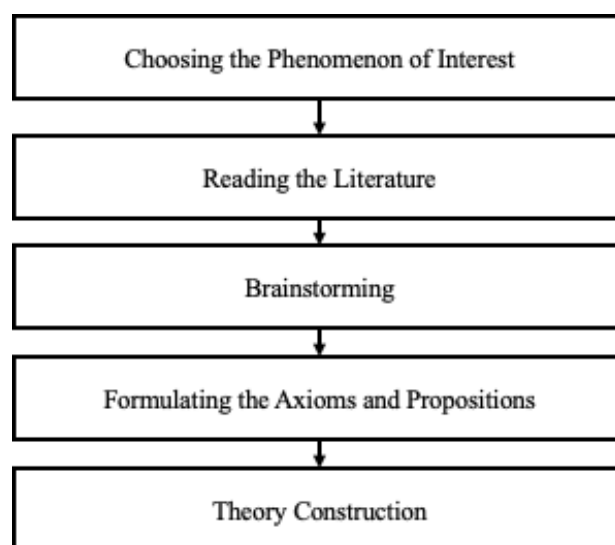 Choosing the Phenomenon of Interest
Reading the Literature
Brainstorming
Formulating the Axioms and Propositions
Theory Construction